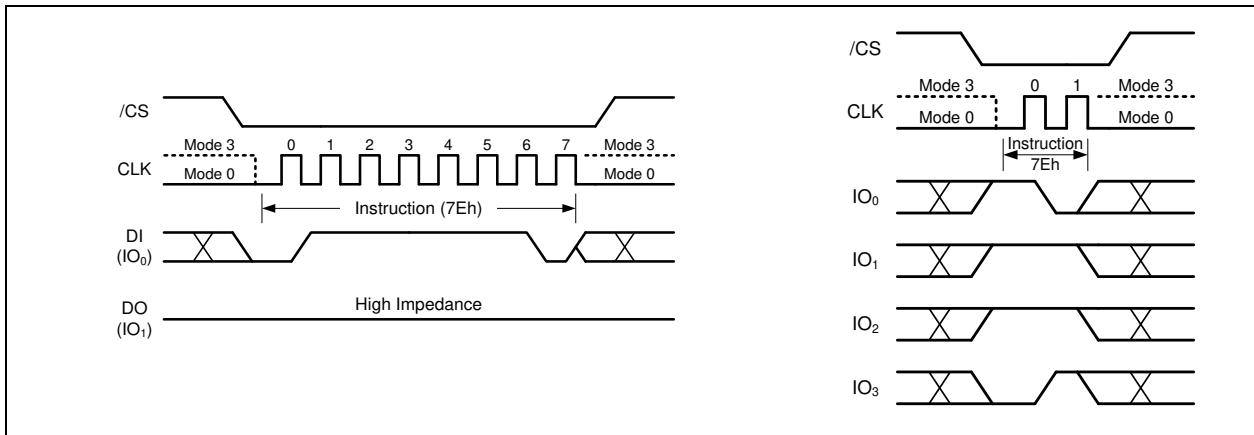 /CS
Mode 3 0 1 2 3 4 5 6 7 Mode 3
CLK
Mode 0 Mode 0
Instruction (7Eh)
DI
(IO₀)
High Impedance
DO
(IO₁)
/CS
Mode 3 0 1 Mode 3
CLK
Mode 0 Mode 0
Instruction
7Eh
IO₀
IO₁
IO₂
IO₃